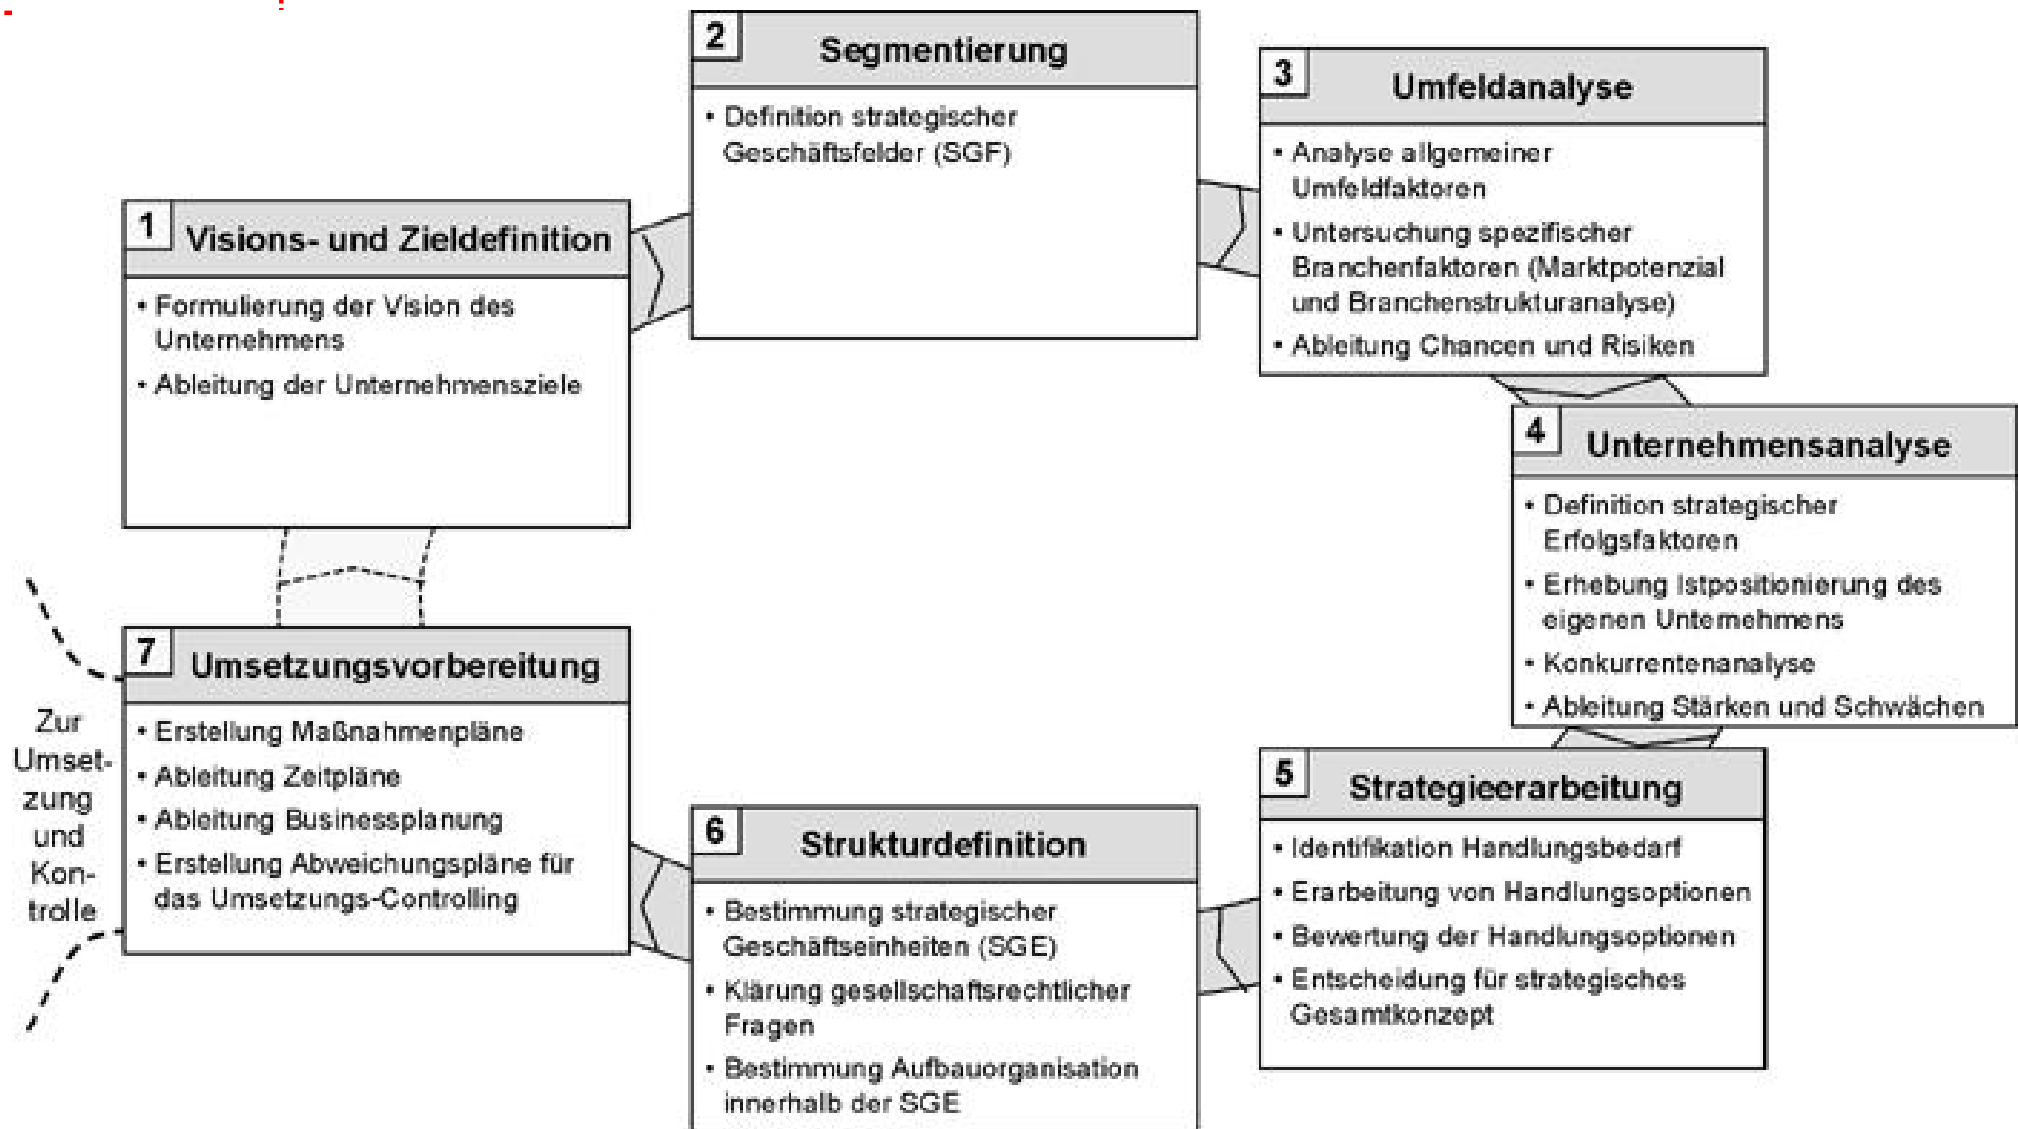 1
Visions- und Zieldefinition
• Formulierung der Vision des
Unternehmens
• Ableitung der Unternehmensziele
2
Segmentierung
• Definition strategischer
Geschäftsfelder (SGF)
3
Umfeldanalyse
• Analyse allgemeiner
Umfeldfaktoren
• Untersuchung spezifischer
Branchenfaktoren (Marktpotenzial
und Branchenstrukturanalyse)
• Ableitung Chancen und Risiken
4
Unternehmensanalyse
• Definition strategischer
Erfolgsfaktoren
• Erhebung Istpositionierung des
eigenen Unternehmens
• Konkurrentenanalyse
• Ableitung Stärken und Schwächen
5
Strategieerarbeitung
• Identifikation Handlungsbedarf
• Erarbeitung von Handlungsoptionen
• Bewertung der Handlungsoptionen
• Entscheidung für strategisches
Gesamtkonzept
6
Strukturdefinition
• Bestimmung strategischer
Geschäftseinheiten (SGE)
• Klärung gesellschaftsrechtlicher
Fragen
• Bestimmung Aufbauorganisation
innerhalb der SGE
7
Umsetzungsvorbereitung
• Erstellung Maßnahmenpläne
• Ableitung Zeitpläne
• Ableitung Businessplanung
• Erstellung Abweichungspläne für
das Umsetzungs-Controlling
Zur
Umset-
zung
und
Kon-
trolle